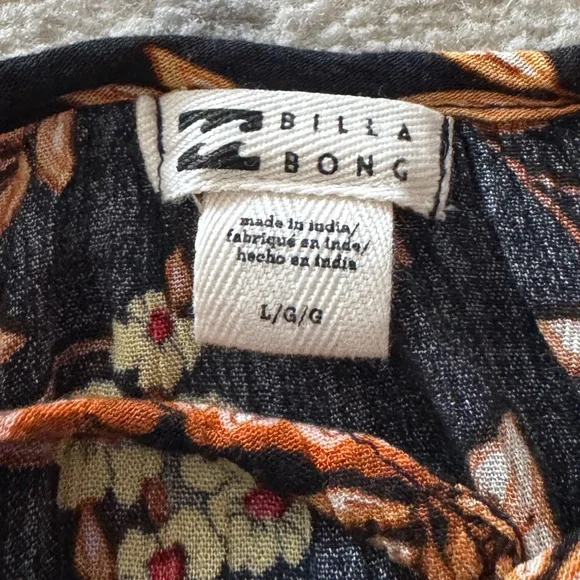 BILLA
BONG
made in india/
fabriqué en inde/
hecho en india
L/G/G